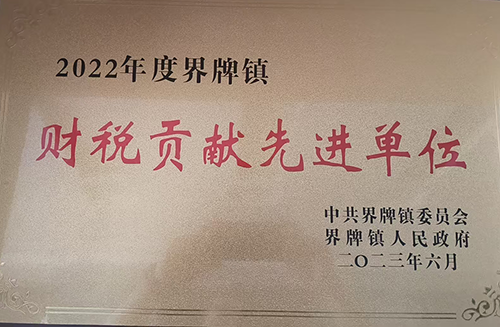 2022年度界牌镇
财税贡献先进单位
中共界牌镇委员会
界牌镇人民政府
二〇二三年六月